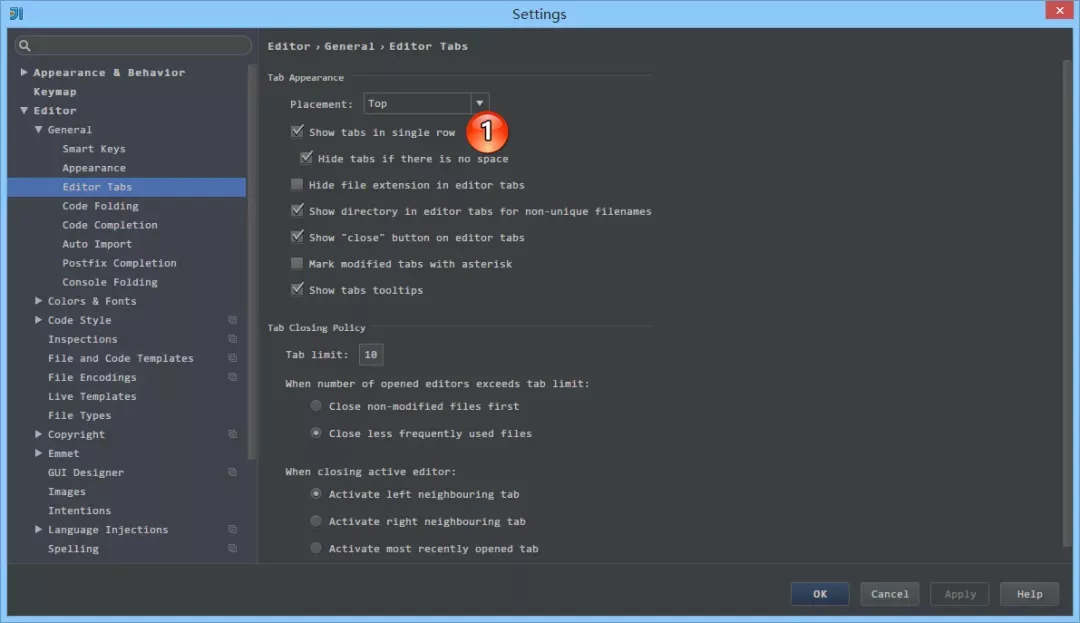 Settings
Appearance & Behavior
Keymap
Editor
General
Smart Keys
Appearance
Editor Tabs
Code Folding
Code Completion
Auto Import
Postfix Completion
Console Folding
Colors & Fonts
Code Style
Inspections
File and Code Templates
File Encodings
Live Templates
File Types
Copyright
Emmet
GUI Designer
Images
Intentions
Language Injections
Spelling
Editor › General › Editor Tabs
Tab Appearance
Placement: Top
Show tabs in single row 1
Hide tabs if there is no space
Hide file extension in editor tabs
Show directory in editor tabs for non-unique filenames
Show "close" button on editor tabs
Mark modified tabs with asterisk
Show tabs tooltips
Tab Closing Policy
Tab limit: 10
When number of opened editors exceeds tab limit:
Close non-modified files first
Close less frequently used files
When closing active editor:
Activate left neighbouring tab
Activate right neighbouring tab
Activate most recently opened tab
OK Cancel Apply Help